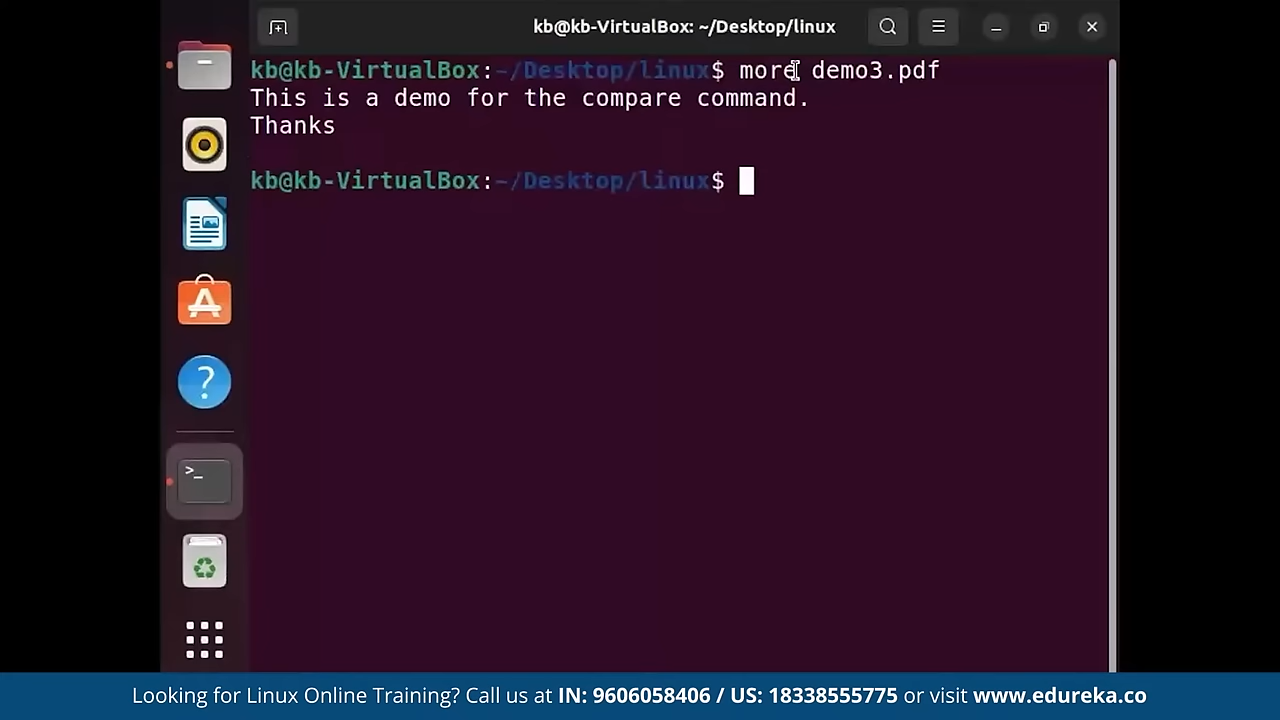 kb@kb-VirtualBox: ~/Desktop/linux
kb@kb-VirtualBox:~/Desktop/linux$ more demo3.pdf
This is a demo for the compare command.
Thanks
kb@kb-VirtualBox:~/Desktop/linux$
Looking for Linux Online Training? Call us at IN: 9606058406 / US: 18338555775 or visit www.edureka.co